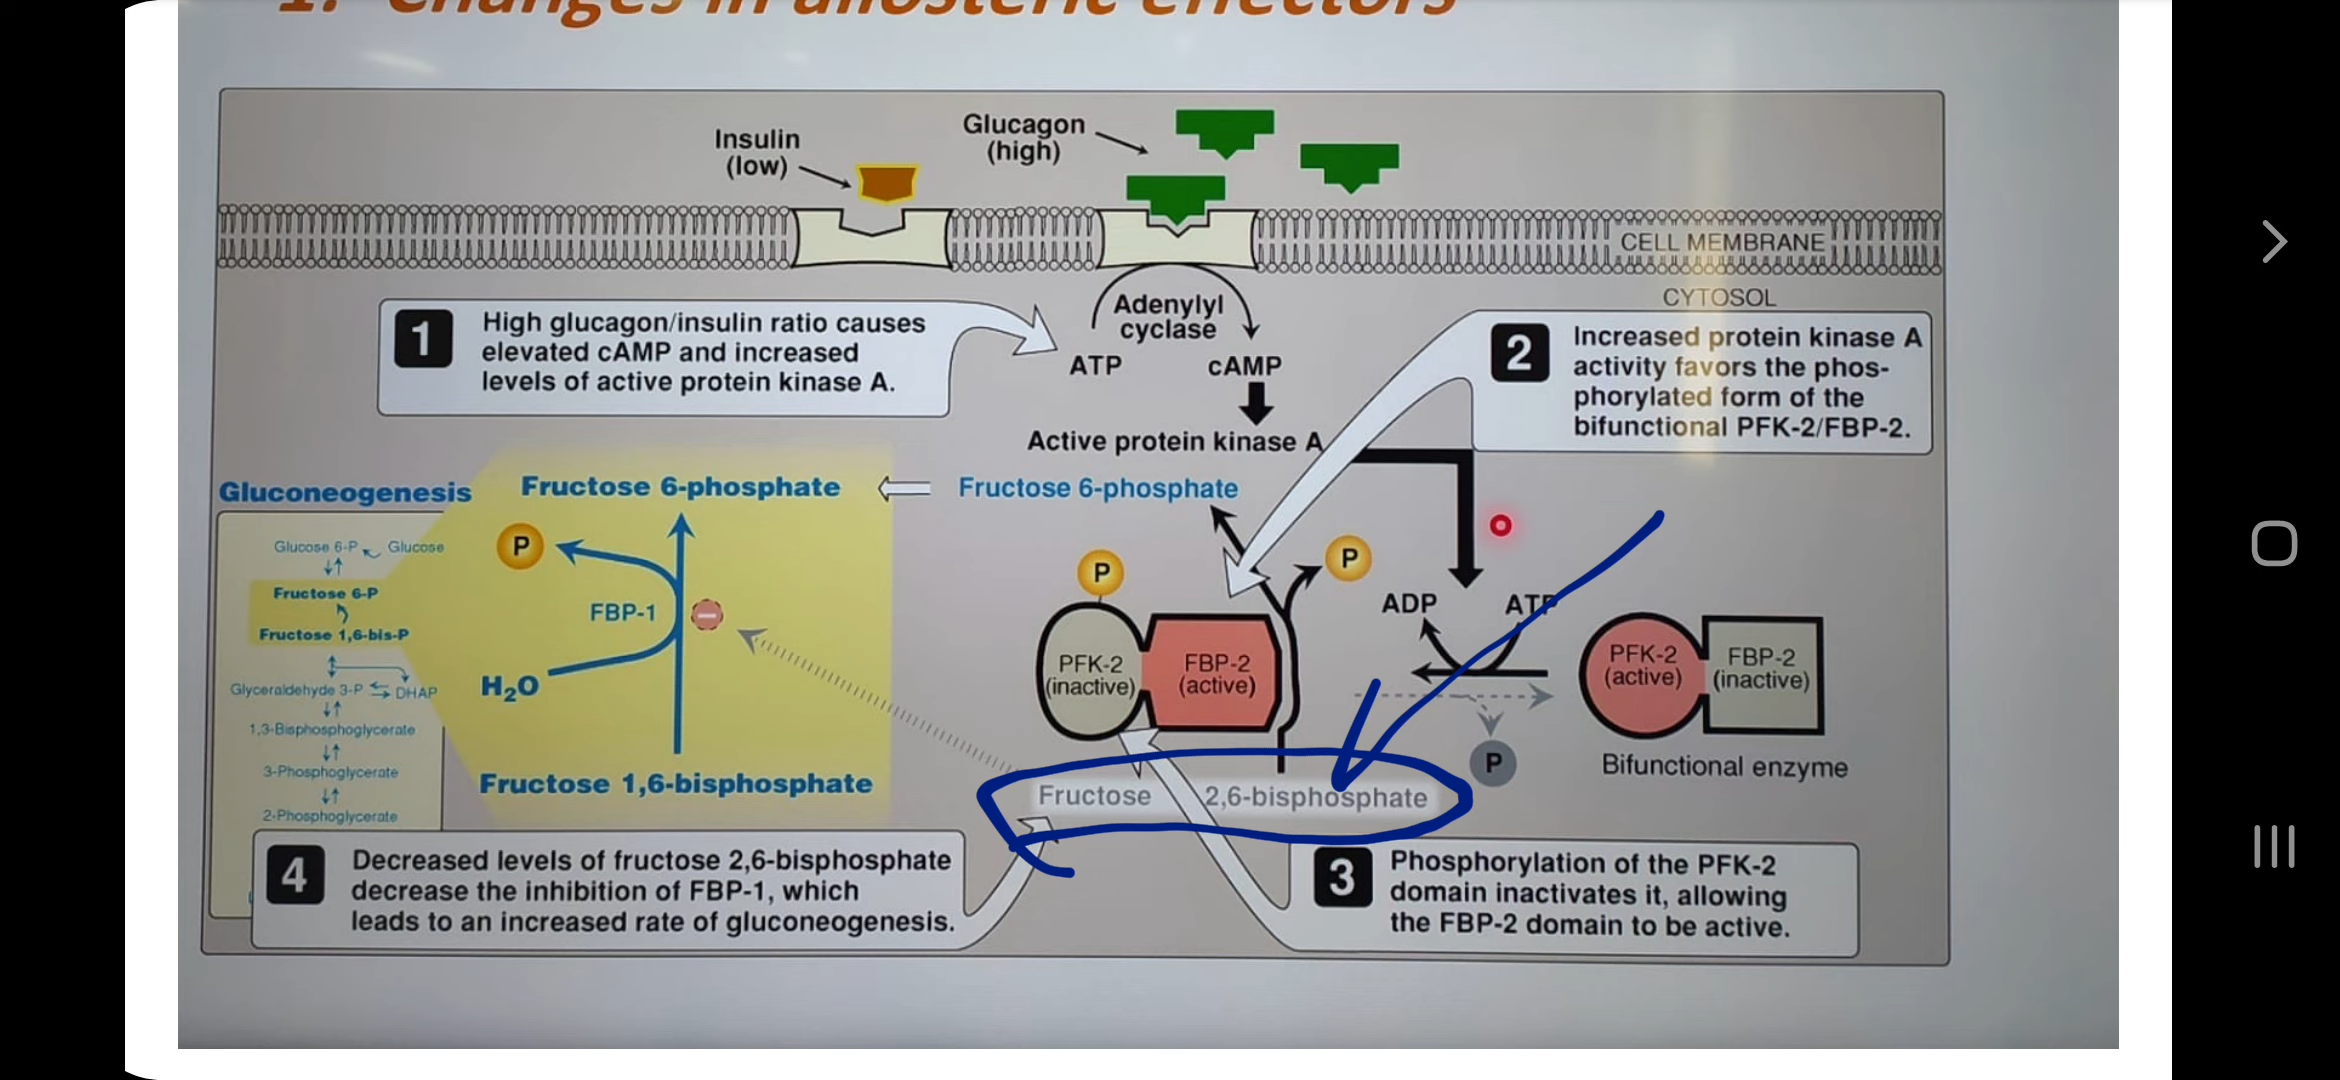 1. Changes in allosteric effectors
Insulin
(low)
Glucagon
(high)
CELL MEMBRANE
CYTOSOL
1
High glucagon/insulin ratio causes
elevated cAMP and increased
levels of active protein kinase A.
Adenylyl
cyclase
ATP
cAMP
2
Increased protein kinase A
activity favors the phos-
phorylated form of the
bifunctional PFK-2/FBP-2.
Active protein kinase A
Gluconeogenesis
Fructose 6-phosphate
Fructose 6-phosphate
Glucose 6-P
Glucose
Fructose 6-P
Fructose 1,6-bis-P
Glyceraldehyde 3-P
DHAP
1,3-Bisphosphoglycerate
3-Phosphoglycerate
2-Phosphoglycerate
P
FBP-1
H2O
Fructose 1,6-bisphosphate
P
P
ADP
ATP
PFK-2
(inactive)
FBP-2
(active)
PFK-2
(active)
FBP-2
(inactive)
P
Bifunctional enzyme
Fructose 2,6-bisphosphate
4
Decreased levels of fructose 2,6-bisphosphate
decrease the inhibition of FBP-1, which
leads to an increased rate of gluconeogenesis.
3
Phosphorylation of the PFK-2
domain inactivates it, allowing
the FBP-2 domain to be active.